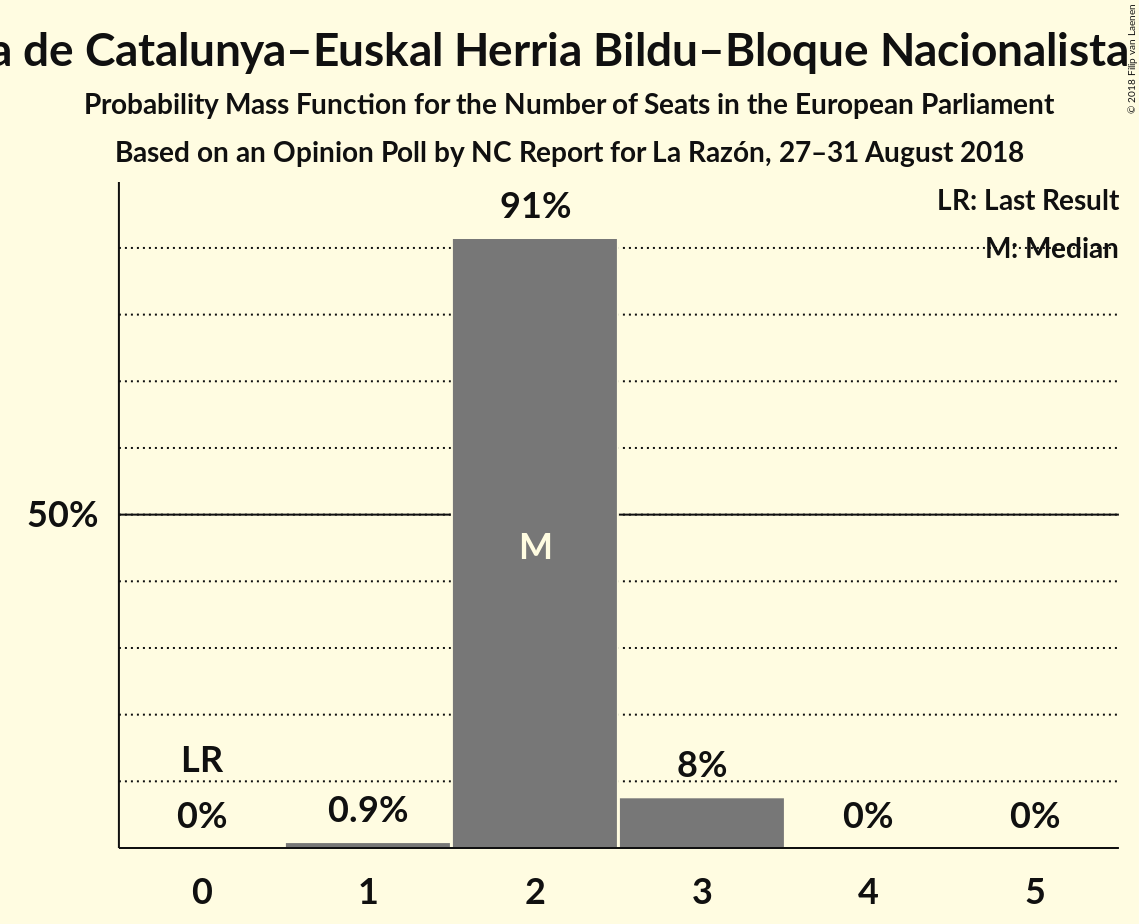 a de Catalunya–Euskal Herria Bildu–Bloque Nacionalista
Probability Mass Function for the Number of Seats in the European Parliament
Based on an Opinion Poll by NC Report for La Razón, 27–31 August 2018
© 2018 Filip van Laenen
LR: Last Result
M: Median
91%
50%
M
LR
0%
0.9%
8%
0%
0%
0 1 2 3 4 5